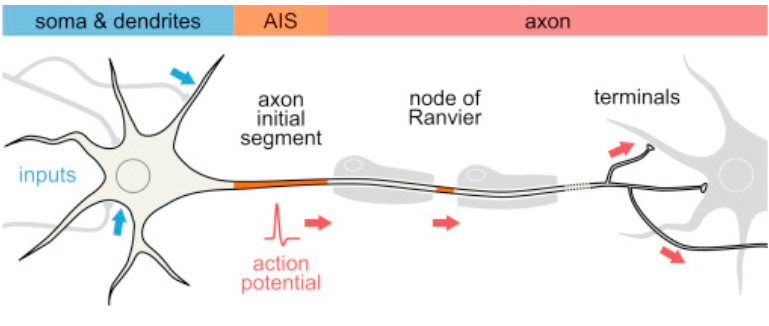 soma & dendrites
AIS
axon
axon
initial
segment
node of
Ranvier
terminals
inputs
action
potential